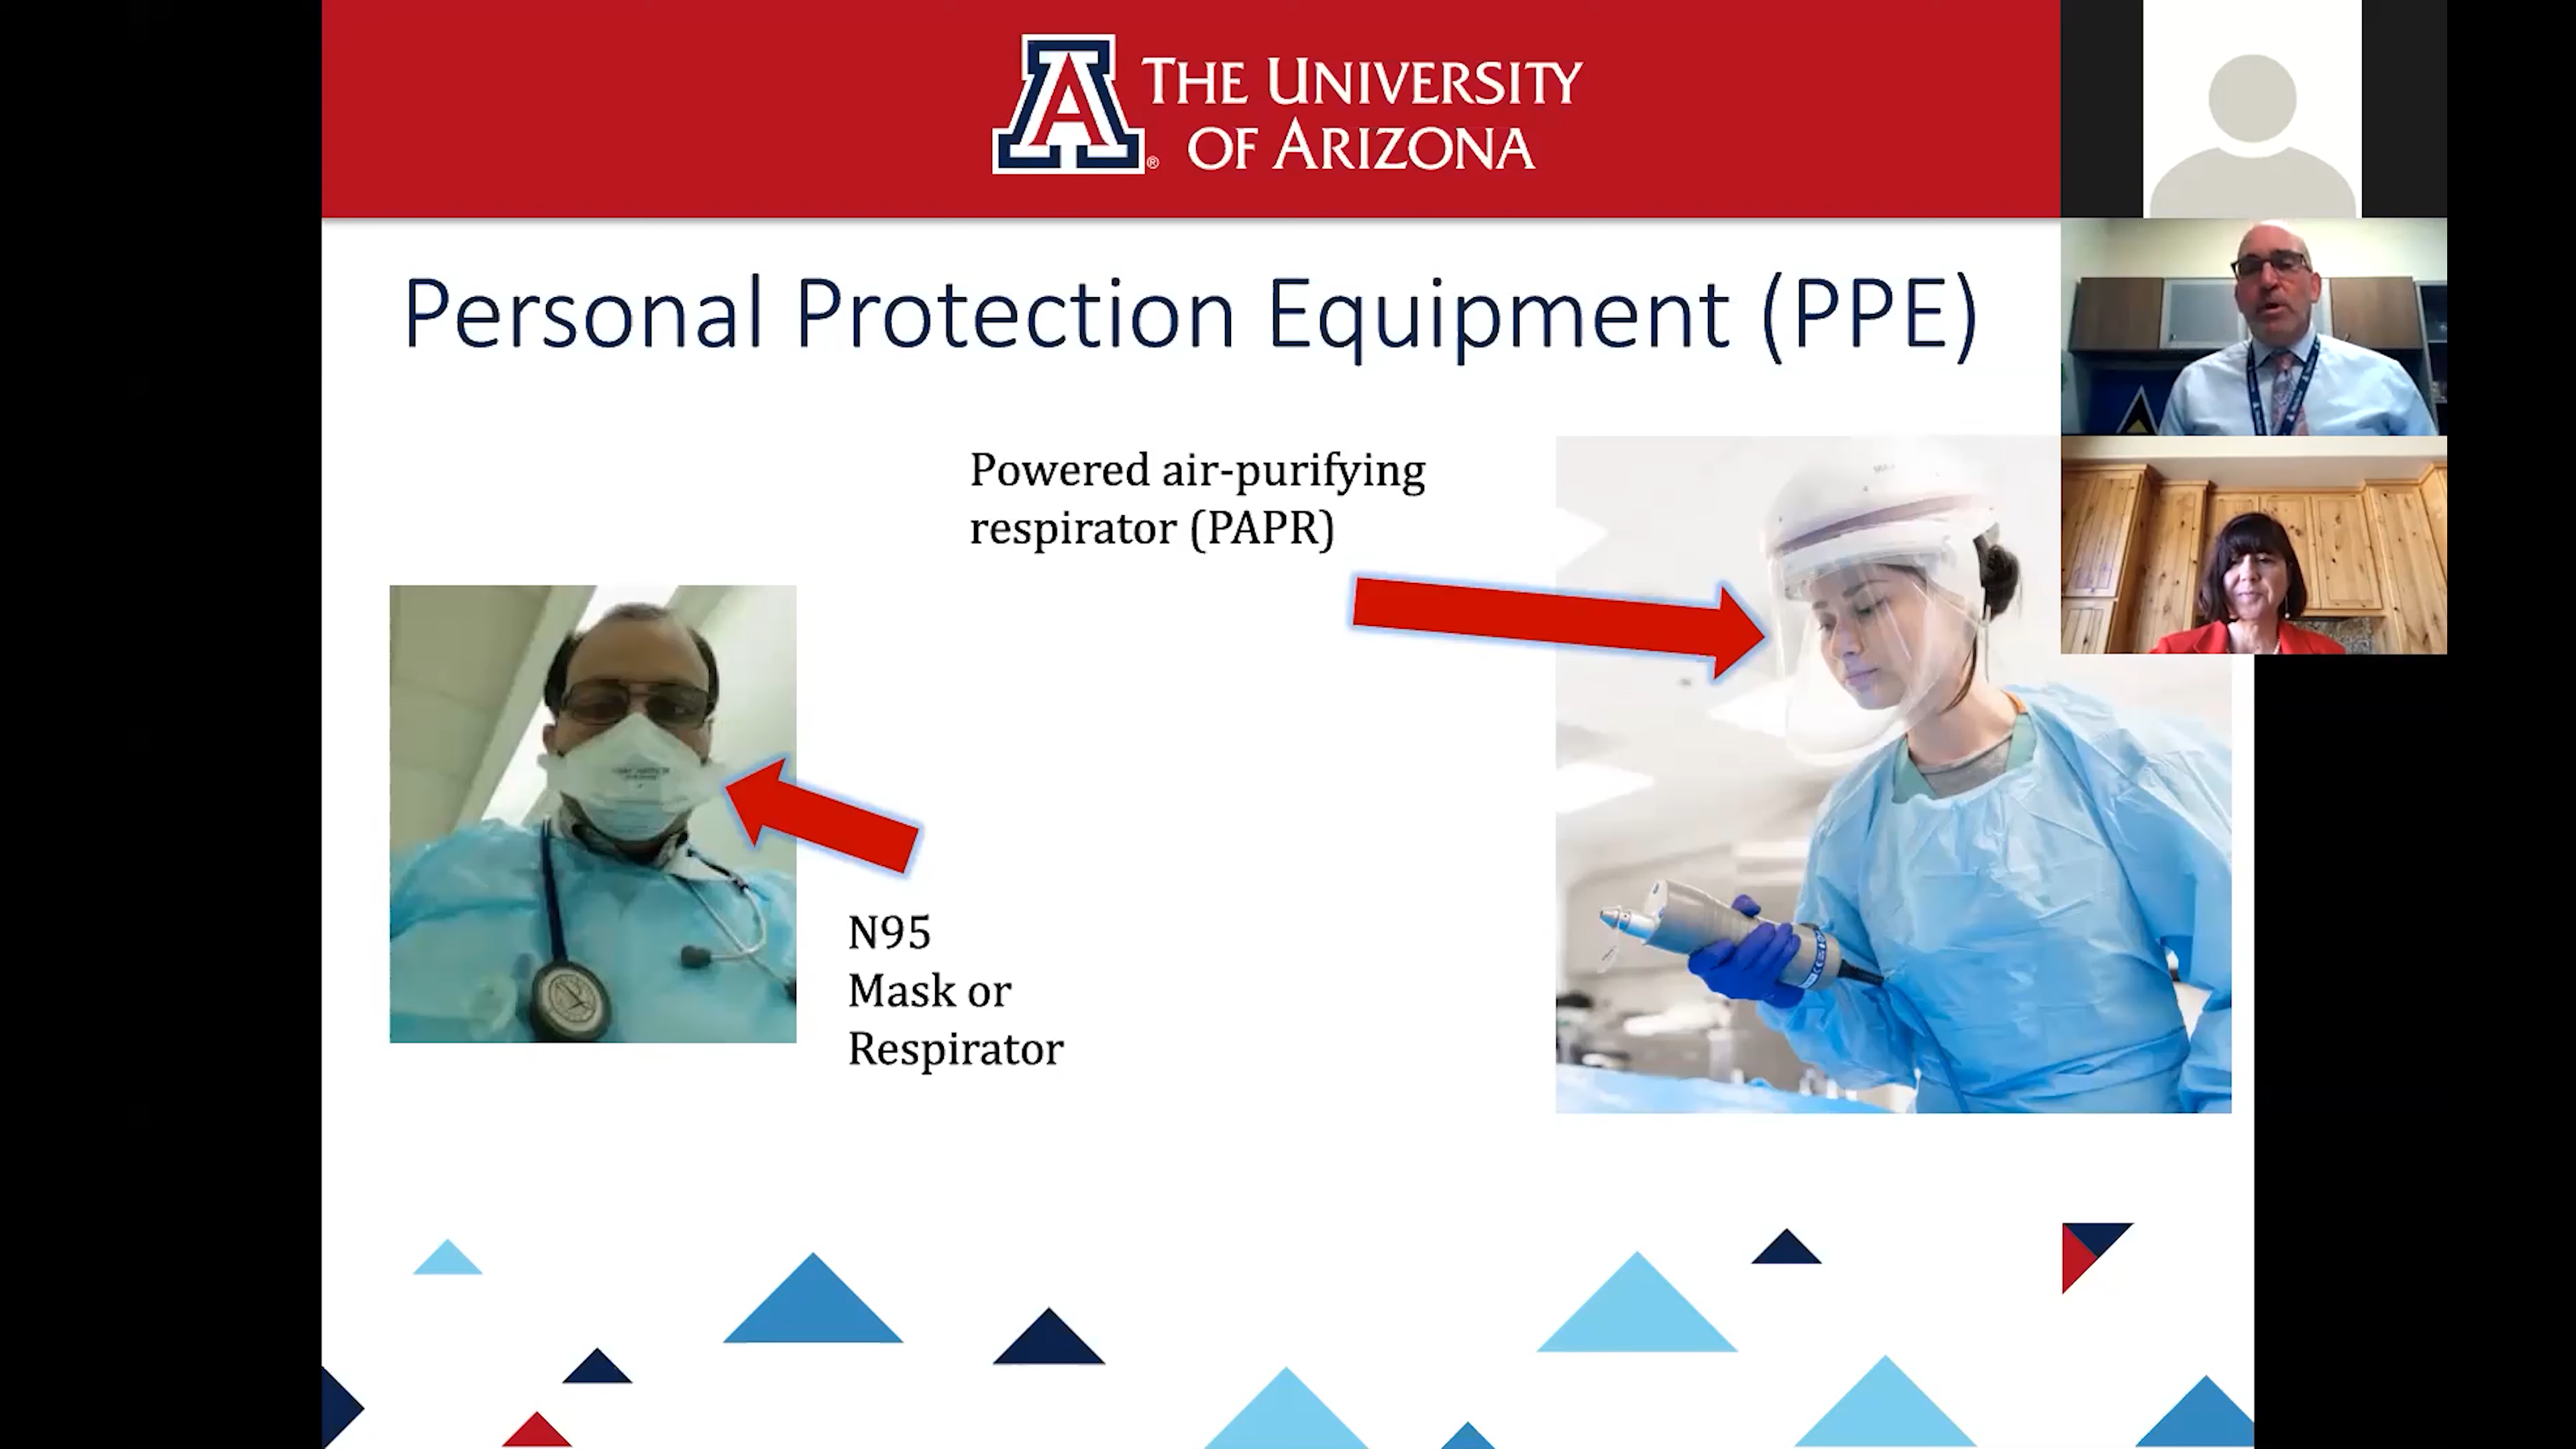 THE UNIVERSITY
OF ARIZONA
Personal Protection Equipment (PPE)
Powered air-purifying
respirator (PAPR)
N95
Mask or
Respirator